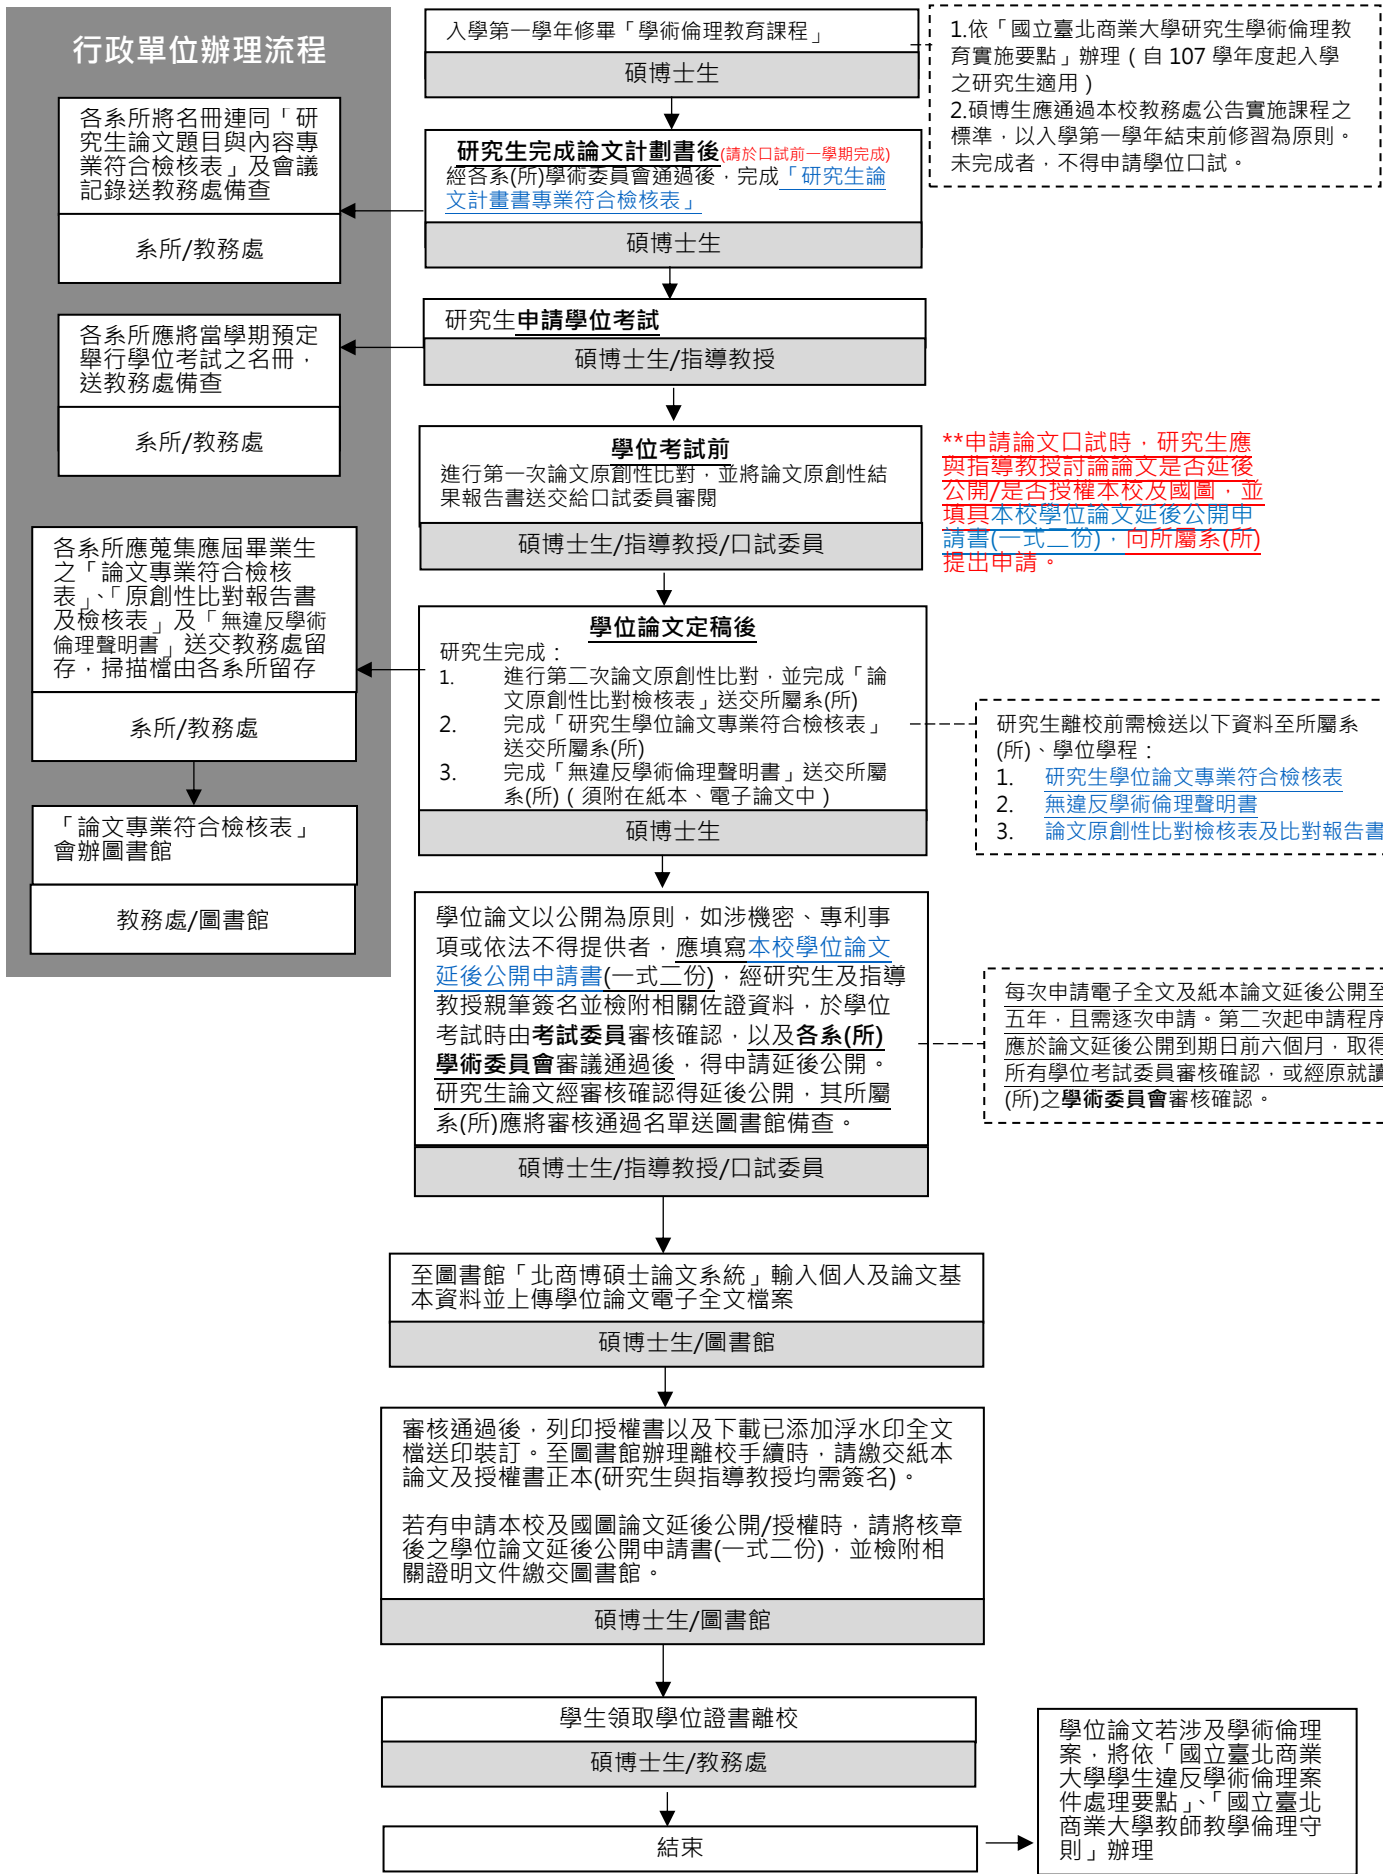 行政單位辦理流程
各系所將名冊連同「研
究生論文題目與內容專
業符合檢核表」及會議
記錄送教務處備查
系所/教務處
各系所應將當學期預定
舉行學位考試之名冊，
送教務處備查
系所/教務處
各系所應蒐集應屆畢業生
之「論文專業符合檢核
表」、「原創性比對報告書
及檢核表」及「無違反學術
倫理聲明書」送交教務處留
存，掃描檔由各系所留存
系所/教務處
「論文專業符合檢核表」
會辦圖書館
教務處/圖書館
入學第一學年修畢「學術倫理教育課程」
碩博士生
1.依「國立臺北商業大學研究生學術倫理教
育實施要點」辦理（自 107 學年度起入學
之研究生適用）
2.碩博生應通過本校教務處公告實施課程之
標準，以入學第一學年結束前修習為原則。
未完成者，不得申請學位口試。
研究生完成論文計劃書後(請於口試前一學期完成)
經各系(所)學術委員會通過後，完成「研究生論
文計畫書專業符合檢核表」
碩博士生
研究生申請學位考試
碩博士生/指導教授
學位考試前
進行第一次論文原創性比對，並將論文原創性結
果報告書送交給口試委員審閱
碩博士生/指導教授/口試委員
**申請論文口試時，研究生應
與指導教授討論論文是否延後
公開/是否授權本校及國圖，並
填具本校學位論文延後公開申
請書(一式二份)，向所屬系(所)
提出申請。
學位論文定稿後
研究生完成：
1. 進行第二次論文原創性比對，並完成「論
文原創性比對檢核表」送交所屬系(所)
2. 完成「研究生學位論文專業符合檢核表」
送交所屬系(所)
3. 完成「無違反學術倫理聲明書」送交所屬
系(所)（須附在紙本、電子論文中）
碩博士生
研究生離校前需檢送以下資料至所屬系
(所)、學位學程：
1. 研究生學位論文專業符合檢核表
2. 無違反學術倫理聲明書
3. 論文原創性比對檢核表及比對報告書
學位論文以公開為原則，如涉機密、專利事
項或依法不得提供者，應填寫本校學位論文
延後公開申請書(一式二份)，經研究生及指導
教授親筆簽名並檢附相關佐證資料，於學位
考試時由考試委員審核確認，以及各系(所)
學術委員會審議通過後，得申請延後公開。
研究生論文經審核確認得延後公開，其所屬
系(所)應將審核通過名單送圖書館備查。
碩博士生/指導教授/口試委員
每次申請電子全文及紙本論文延後公開至
五年，且需逐次申請。第二次起申請程序
應於論文延後公開到期日前六個月，取得
所有學位考試委員審核確認，或經原就讀
(所)之學術委員會審核確認。
至圖書館「北商博碩士論文系統」輸入個人及論文基
本資料並上傳學位論文電子全文檔案
碩博士生/圖書館
審核通過後，列印授權書以及下載已添加浮水印全文
檔送印裝訂。至圖書館辦理離校手續時，請繳交紙本
論文及授權書正本(研究生與指導教授均需簽名)。
若有申請本校及國圖論文延後公開/授權時，請將核章
後之學位論文延後公開申請書(一式二份)，並檢附相
關證明文件繳交圖書館。
碩博士生/圖書館
學生領取學位證書離校
碩博士生/教務處
結束
學位論文若涉及學術倫理
案，將依「國立臺北商業
大學學生違反學術倫理案
件處理要點」、「國立臺北
商業大學教師教學倫理守
則」辦理